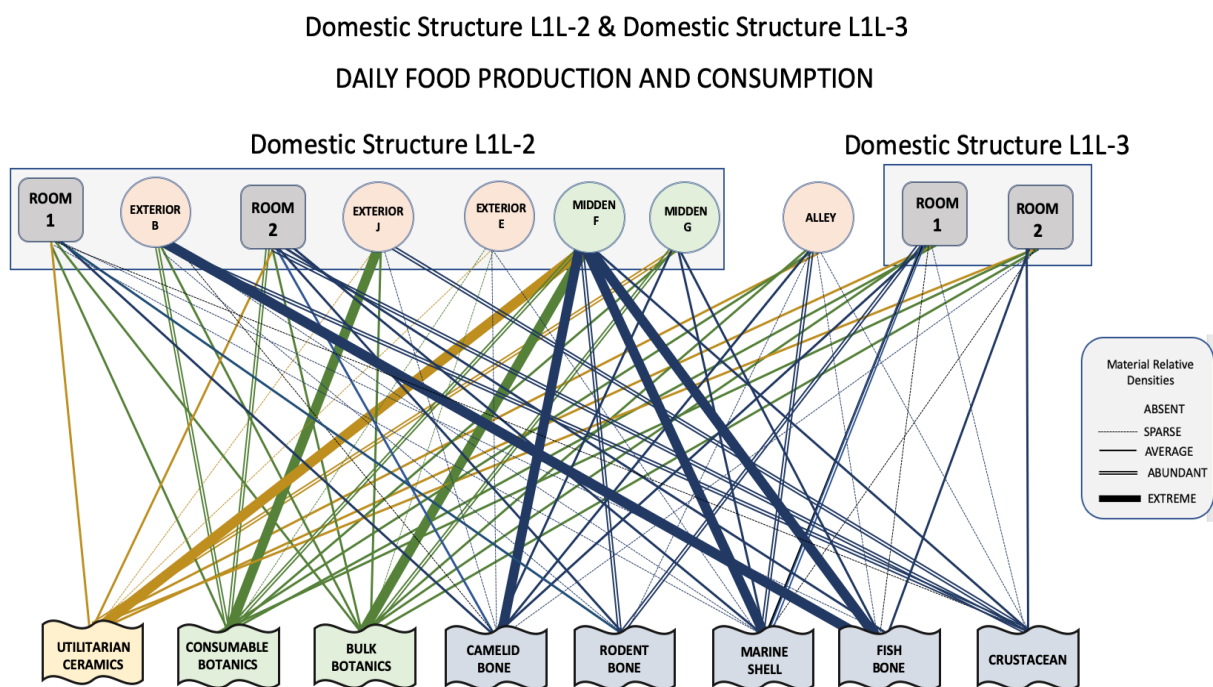 Domestic Structure L1L-2 & Domestic Structure L1L-3
DAILY FOOD PRODUCTION AND CONSUMPTION
Domestic Structure L1L-2
Domestic Structure L1L-3
ROOM
1
EXTERIOR
B
ROOM
2
EXTERIOR
J
EXTERIOR
E
MIDDEN
F
MIDDEN
G
ALLEY
ROOM
1
ROOM
2
Material Relative
Densities
ABSENT
SPARSE
AVERAGE
ABUNDANT
EXTREME
UTILITARIAN
CERAMICS
CONSUMABLE
BOTANICS
BULK
BOTANICS
CAMELID
BONE
RODENT
BONE
MARINE
SHELL
FISH
BONE
CRUSTACEAN